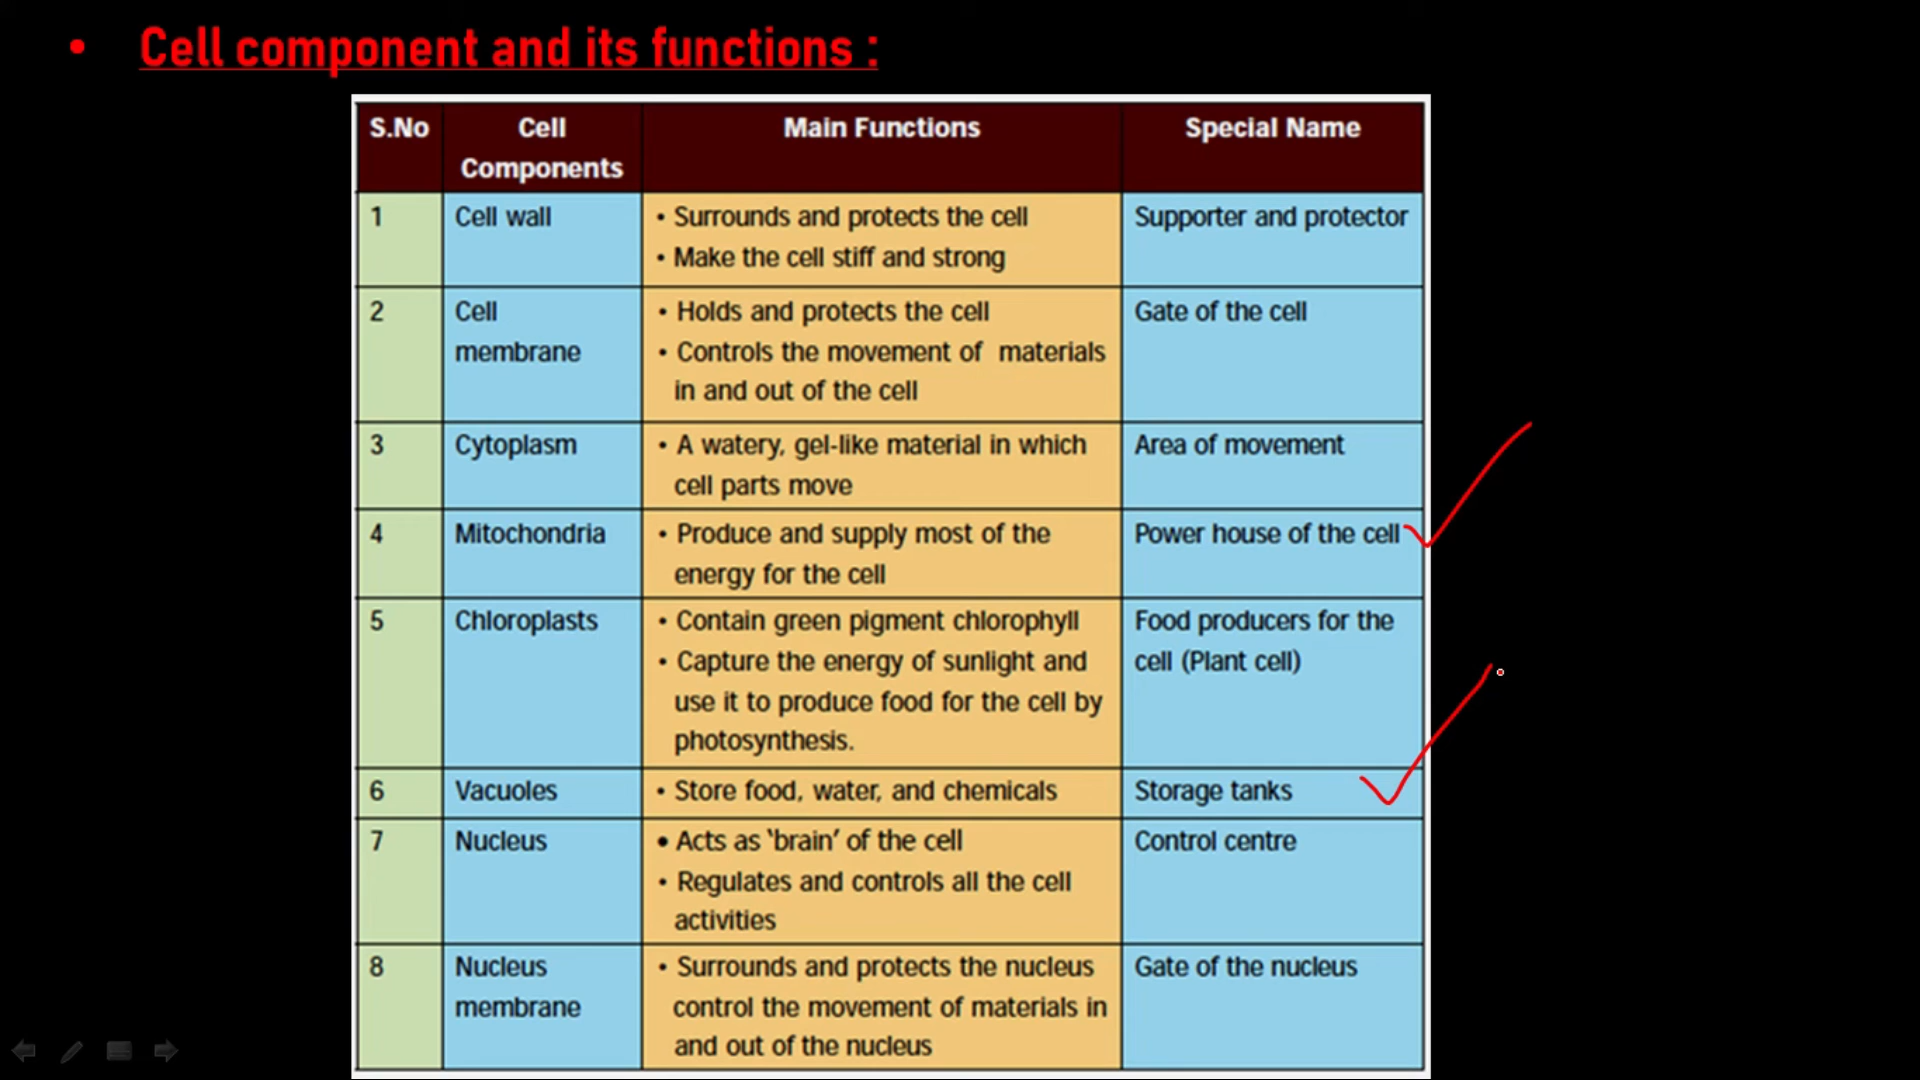 • Cell component and its functions :
S.No Cell Components Main Functions Special Name
1 Cell wall • Surrounds and protects the cell Supporter and protector
• Make the cell stiff and strong
2 Cell membrane • Holds and protects the cell Gate of the cell
• Controls the movement of materials
in and out of the cell
3 Cytoplasm • A watery, gel-like material in which Area of movement
cell parts move
4 Mitochondria • Produce and supply most of the Power house of the cell
energy for the cell
5 Chloroplasts • Contain green pigment chlorophyll Food producers for the
• Capture the energy of sunlight and cell (Plant cell)
use it to produce food for the cell by
photosynthesis.
6 Vacuoles • Store food, water, and chemicals Storage tanks
7 Nucleus • Acts as ‘brain’ of the cell Control centre
• Regulates and controls all the cell
activities
8 Nucleus membrane • Surrounds and protects the nucleus Gate of the nucleus
control the movement of materials in
and out of the nucleus